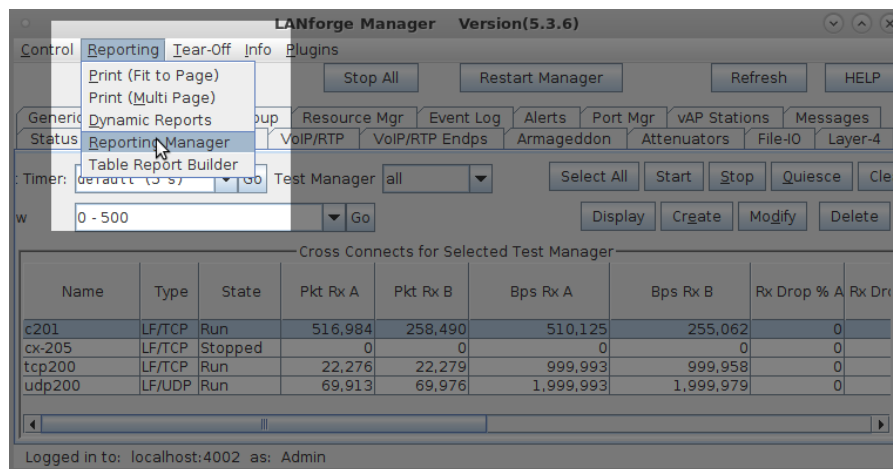 LANforge Manager Version(5.3.6)
Control Reporting Tear-Off Info Plugins
Print (Fit to Page)
Print (Multi Page)
Dynamic Reports
Reporting Manager
Table Report Builder
Stop All Restart Manager Refresh HELP
Generic oup Resource Mgr Event Log Alerts Port Mgr vAP Stations Messages
Status VoIP/RTP VoIP/RTP Endps Armageddon Attenuators File-IO Layer-4
: Timer: default (5 s) Go Test Manager all Select All Start Stop Quiesce Cle
w 0 - 500 Go Display Create Modify Delete
Cross Connects for Selected Test Manager
Name Type State Pkt Rx A Pkt Rx B Bps Rx A Bps Rx B Rx Drop % A Rx Dro
c201 LF/TCP Run 516,984 258,490 510,125 255,062 0
cx-205 LF/TCP Stopped 0 0 0 0 0
tcp200 LF/TCP Run 22,276 22,279 999,993 999,958 0
udp200 LF/UDP Run 69,913 69,976 1,999,993 1,999,979 0
Logged in to: localhost:4002 as: Admin